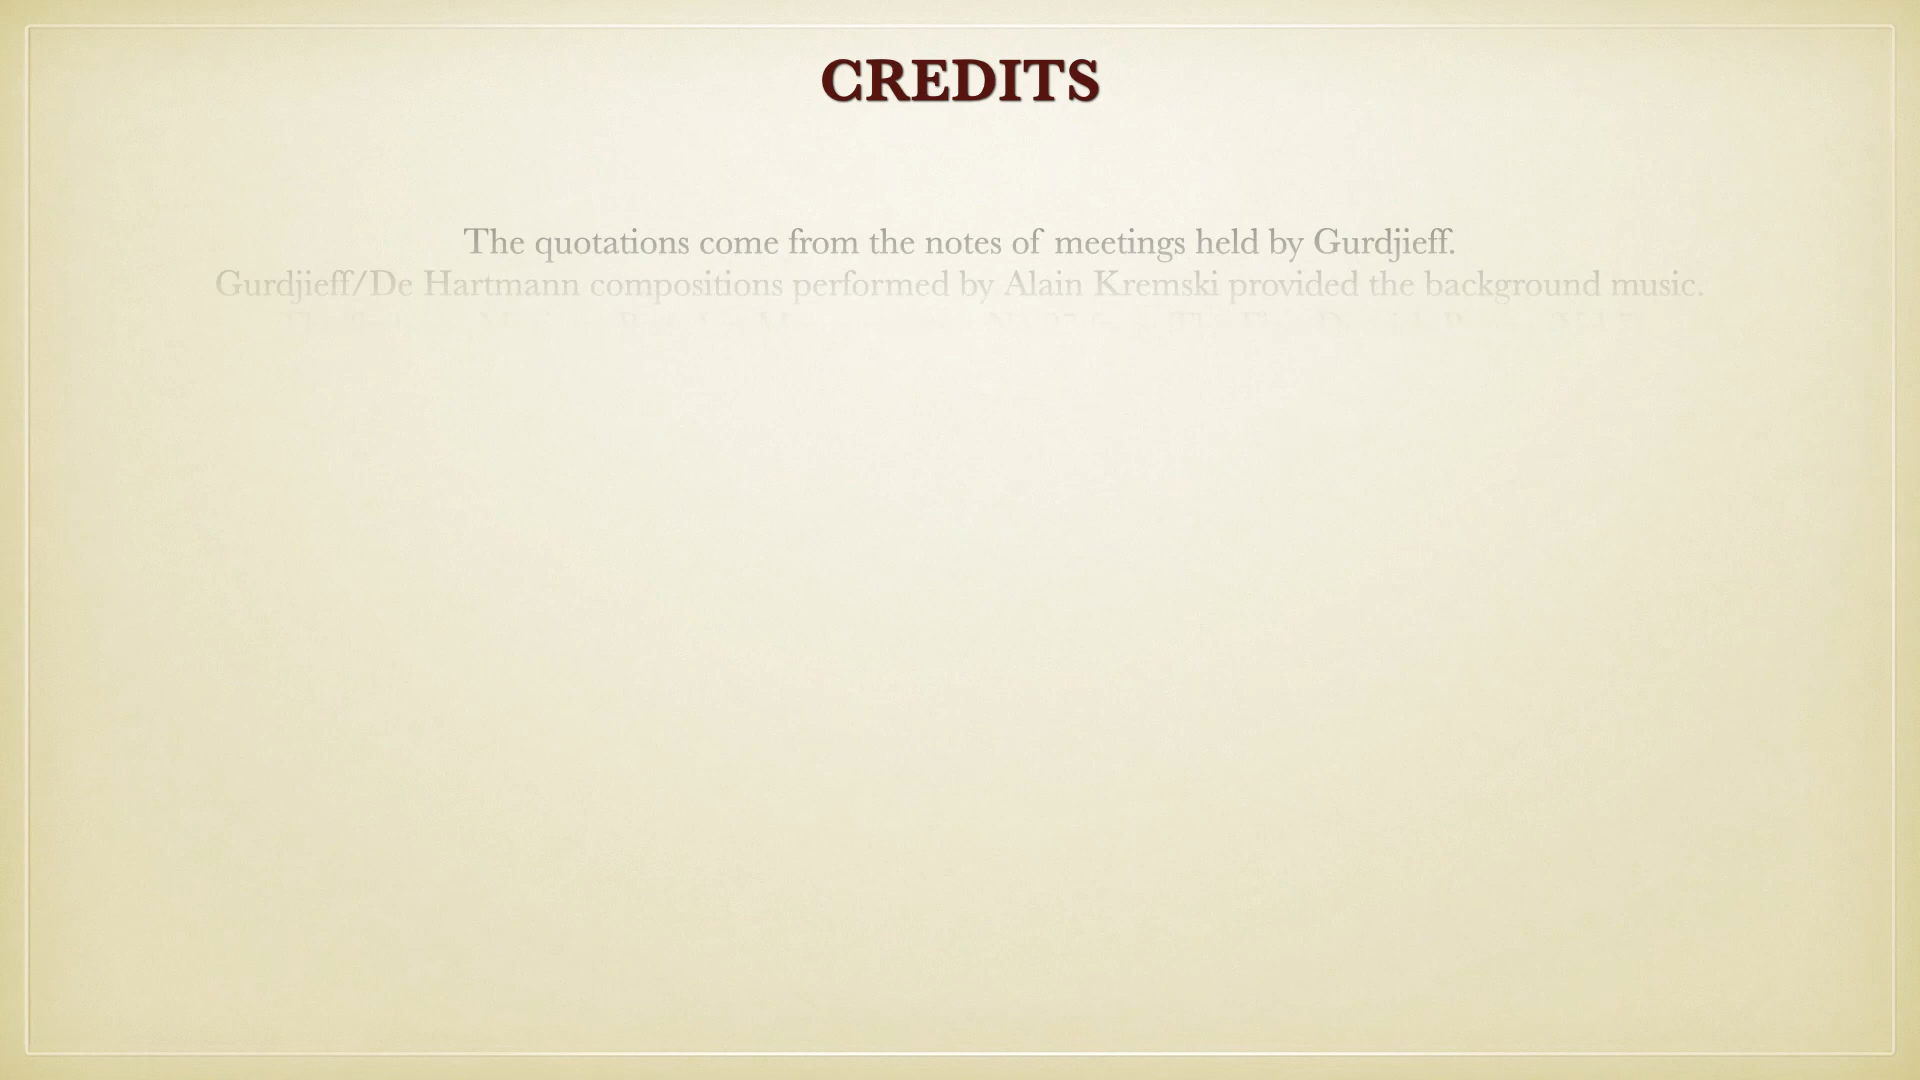 CREDITS
The quotations come from the notes of meetings held by Gurdjieff.
Gurdjieff/De Hartmann compositions performed by Alain Kremski provided the background music.